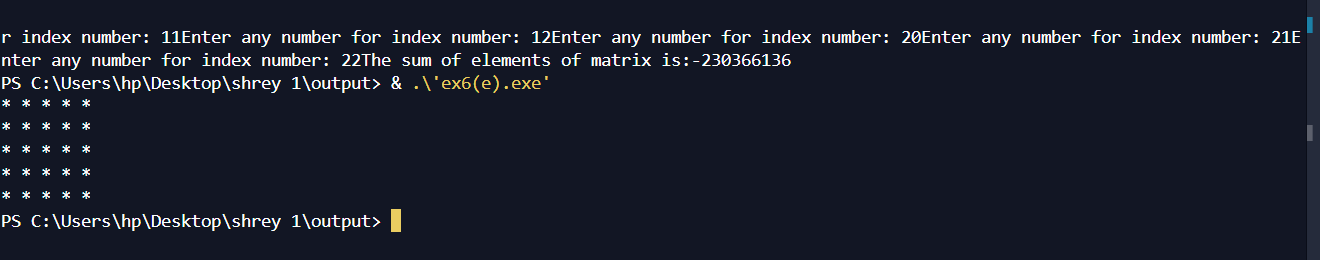 r index number: 11Enter any number for index number: 12Enter any number for index number: 20Enter any number for index number: 21E
nter any number for index number: 22The sum of elements of matrix is:-230366136
PS C:\Users\hp\Desktop\shrey 1\output> & .\'ex6(e).exe'
* * * * *
* * * * *
* * * * *
* * * * *
* * * * *
PS C:\Users\hp\Desktop\shrey 1\output>